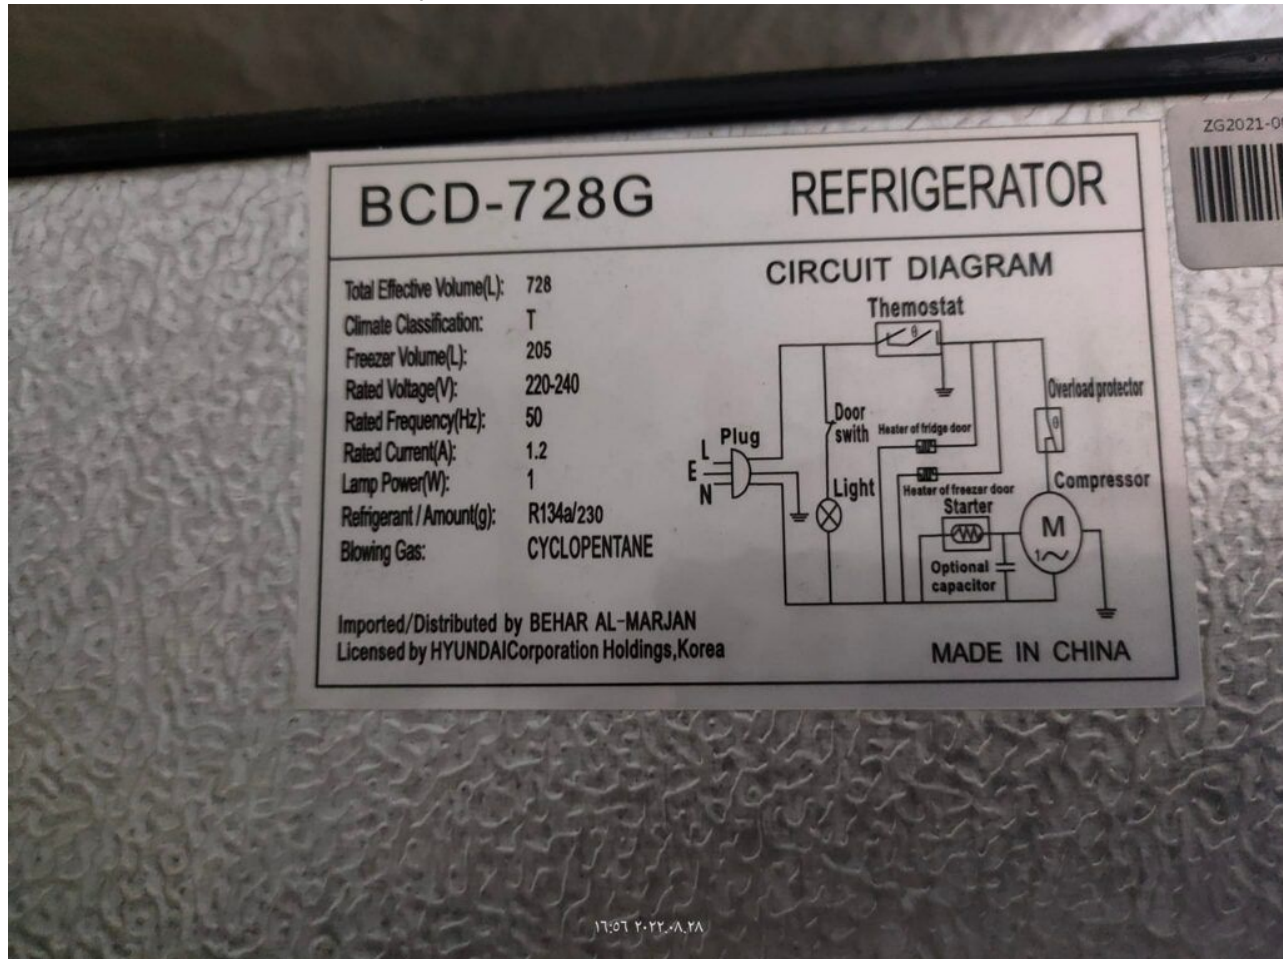 ZG2021-0
BCD-728G
REFRIGERATOR
Total Effective Volume(L): 728
Climate Classification: T
Freezer Volume(L): 205
Rated Voltage(V): 220-240
Rated Frequency(Hz): 50
Rated Current(A): 1.2
Lamp Power(W): 1
Refrigerant / Amount(g): R134a/230
Blowing Gas: CYCLOPENTANE
Imported/Distributed by BEHAR AL-MARJAN
Licensed by HYUNDAICorporation Holdings,Korea
CIRCUIT DIAGRAM
Themostat
θ
Overload protector
θ
Door
swith
Heater of fridge door
Plug
L
E
N
Light
Heater of freezer door
Compressor
Starter
M
1
Optional
capacitor
MADE IN CHINA
١٦:٥٦ ٢٠٢٢.٠٨.٢٨